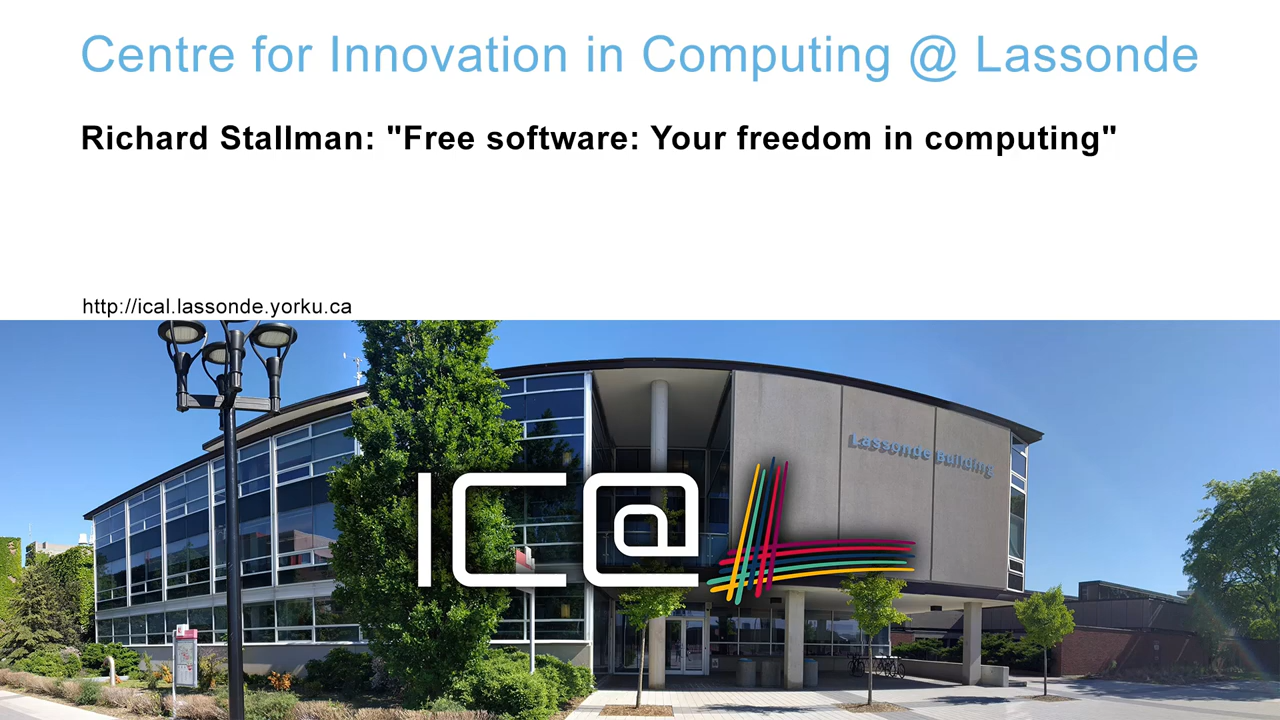 Centre for Innovation in Computing @ Lassonde
Richard Stallman: "Free software: Your freedom in computing"
http://ical.lassonde.yorku.ca
Lassonde Building
IC@L